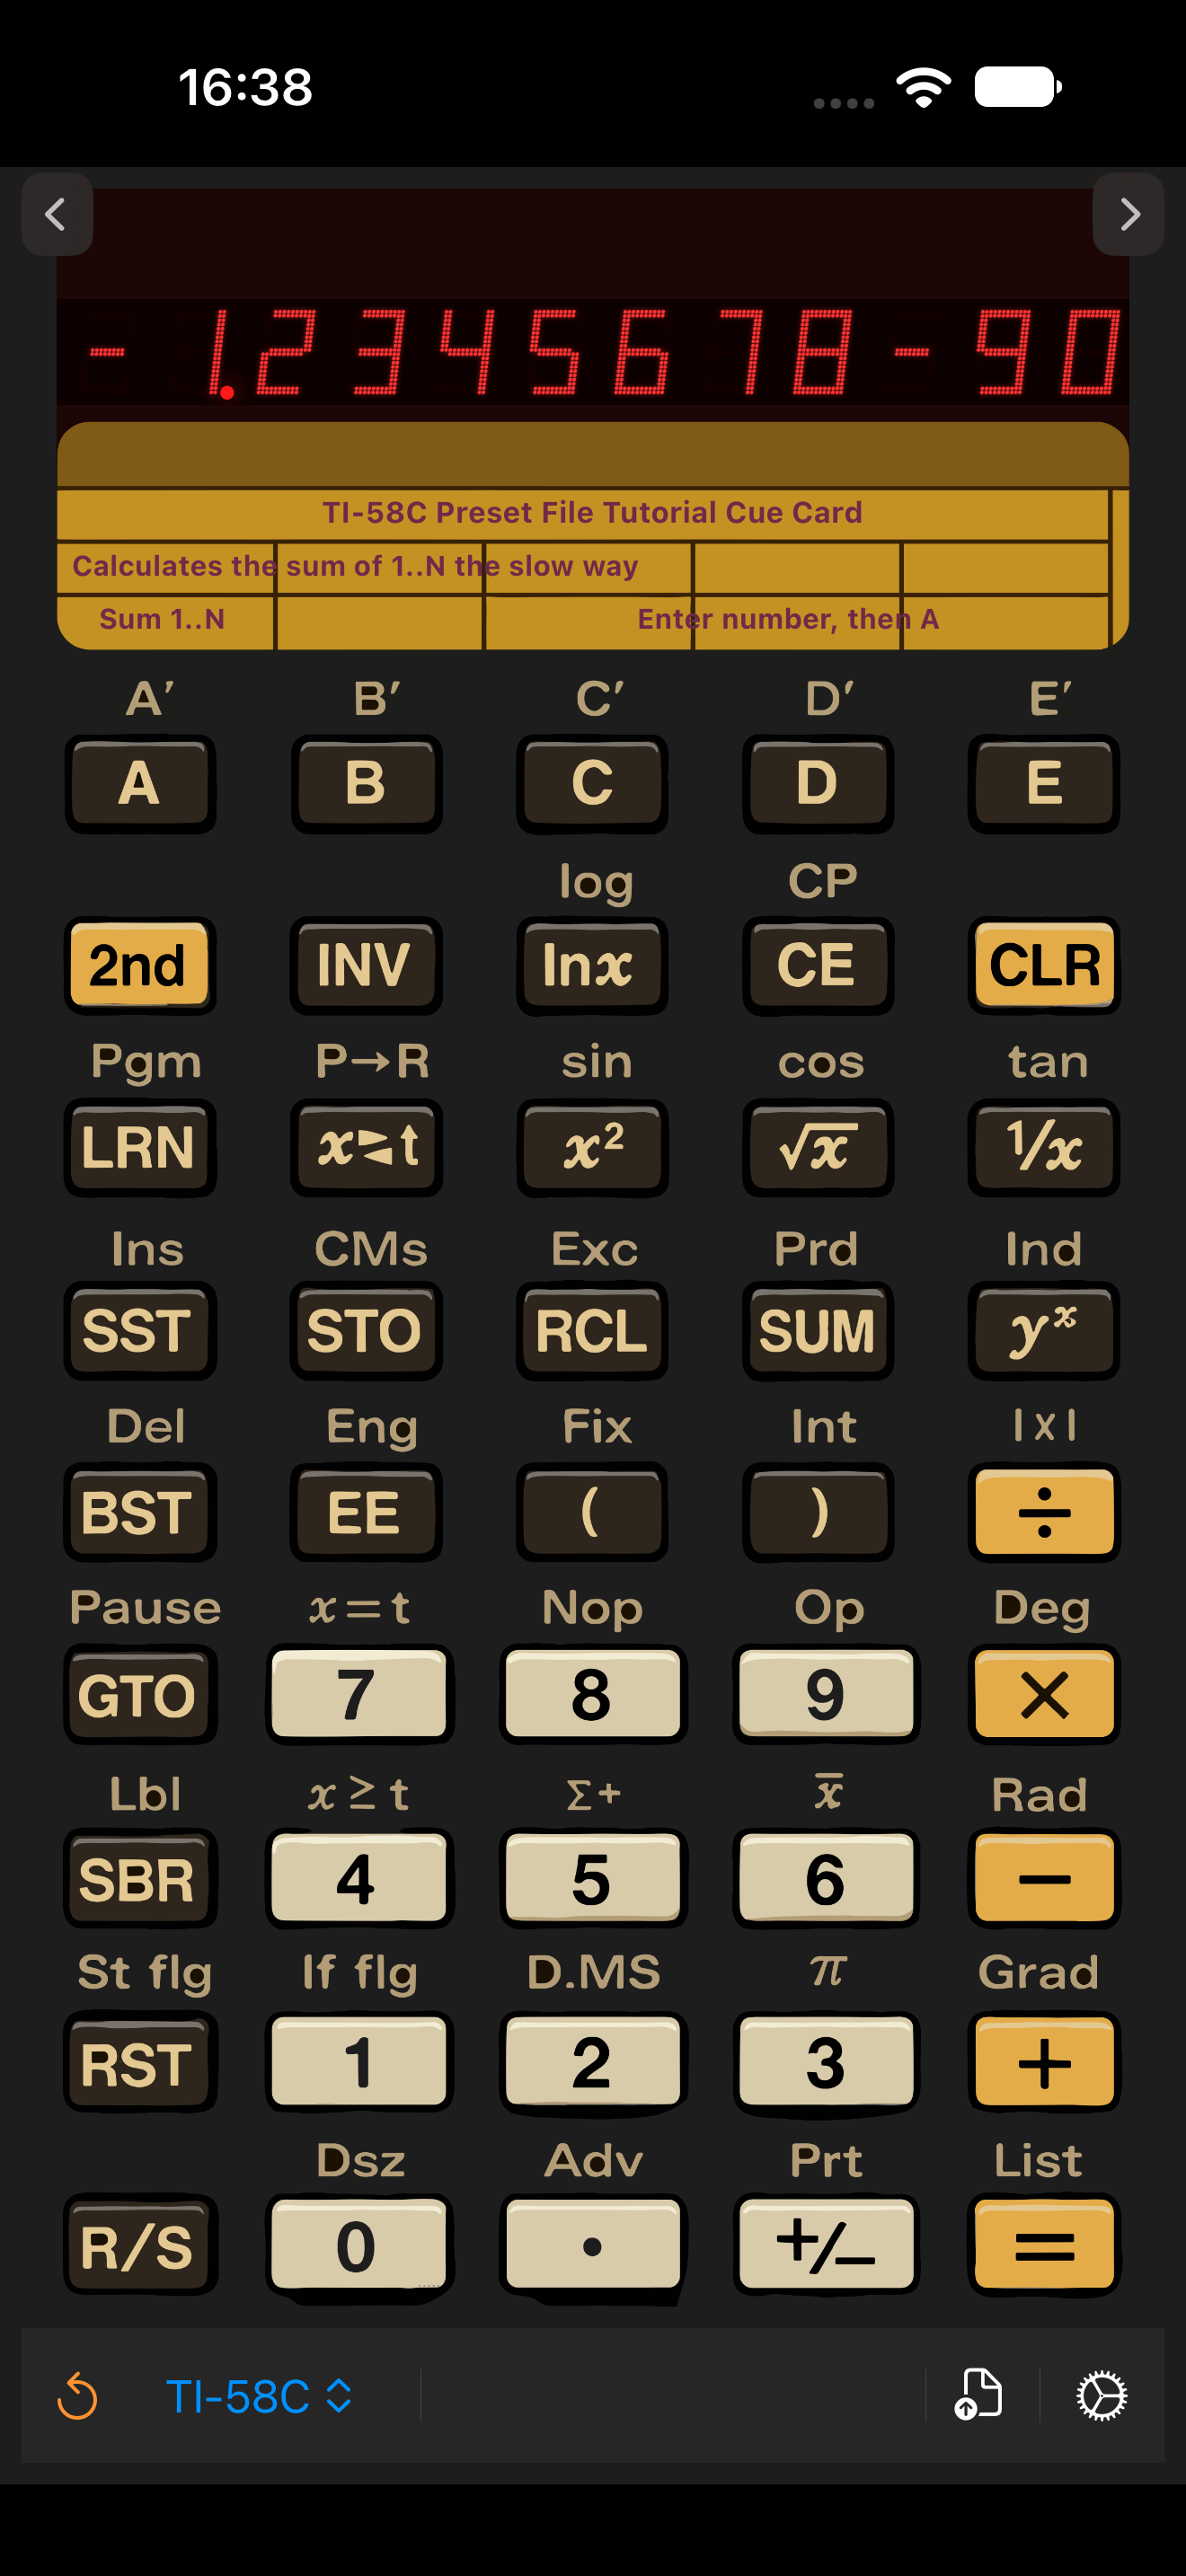 16:38
-1.2345678-90
TI-58C Preset File Tutorial Cue Card
Calculates the sum of 1..N the slow way
Sum 1..N Enter number, then A
A′ B′ C′ D′ E′
A B C D E
log CP
2nd INV lnx CE CLR
Pgm P→R sin cos tan
LRN x⇄t x² √x 1/x
Ins CMs Exc Prd Ind
SST STO RCL SUM yˣ
Del Eng Fix Int |x|
BST EE ( ) ÷
Pause x=t Nop Op Deg
GTO 7 8 9 ×
Lbl x≥t Σ+ x̄ Rad
SBR 4 5 6 −
St flg If flg D.MS π Grad
RST 1 2 3 +
Dsz Adv Prt List
R/S 0 . +/− =
TI-58C